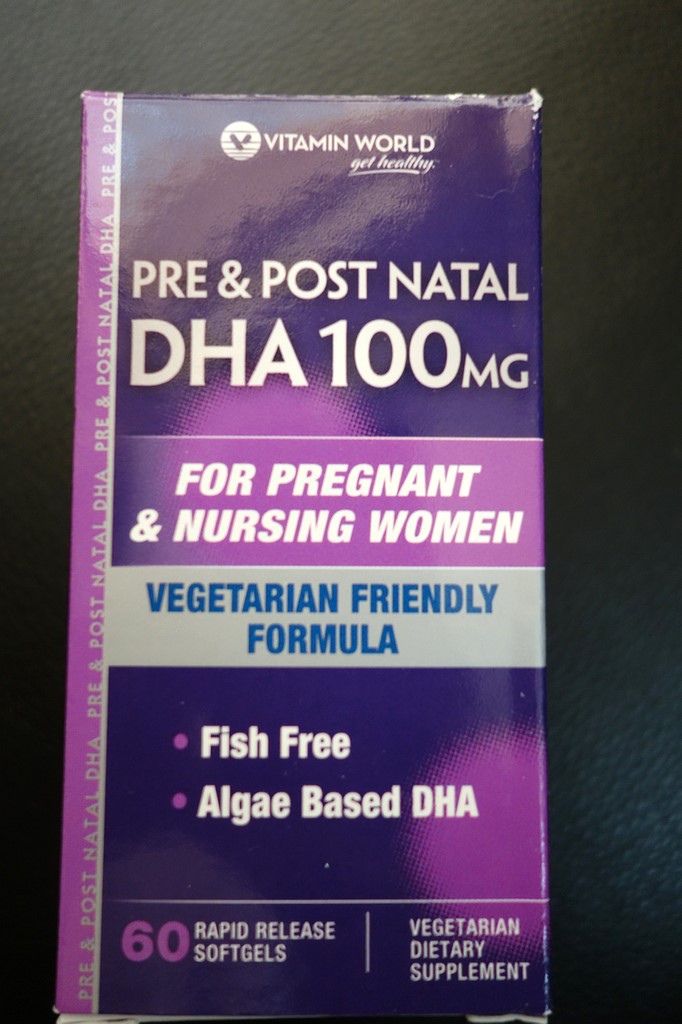 VITAMIN WORLD
get healthy.
PRE & POST NATAL
DHA 100MG
FOR PREGNANT
& NURSING WOMEN
VEGETARIAN FRIENDLY
FORMULA
• Fish Free
• Algae Based DHA
60 RAPID RELEASE
SOFTGELS
VEGETARIAN
DIETARY
SUPPLEMENT
PRE & POST NATAL DHA PRE & POST NATAL DHA PRE & POST NATAL DHA PRE & POS